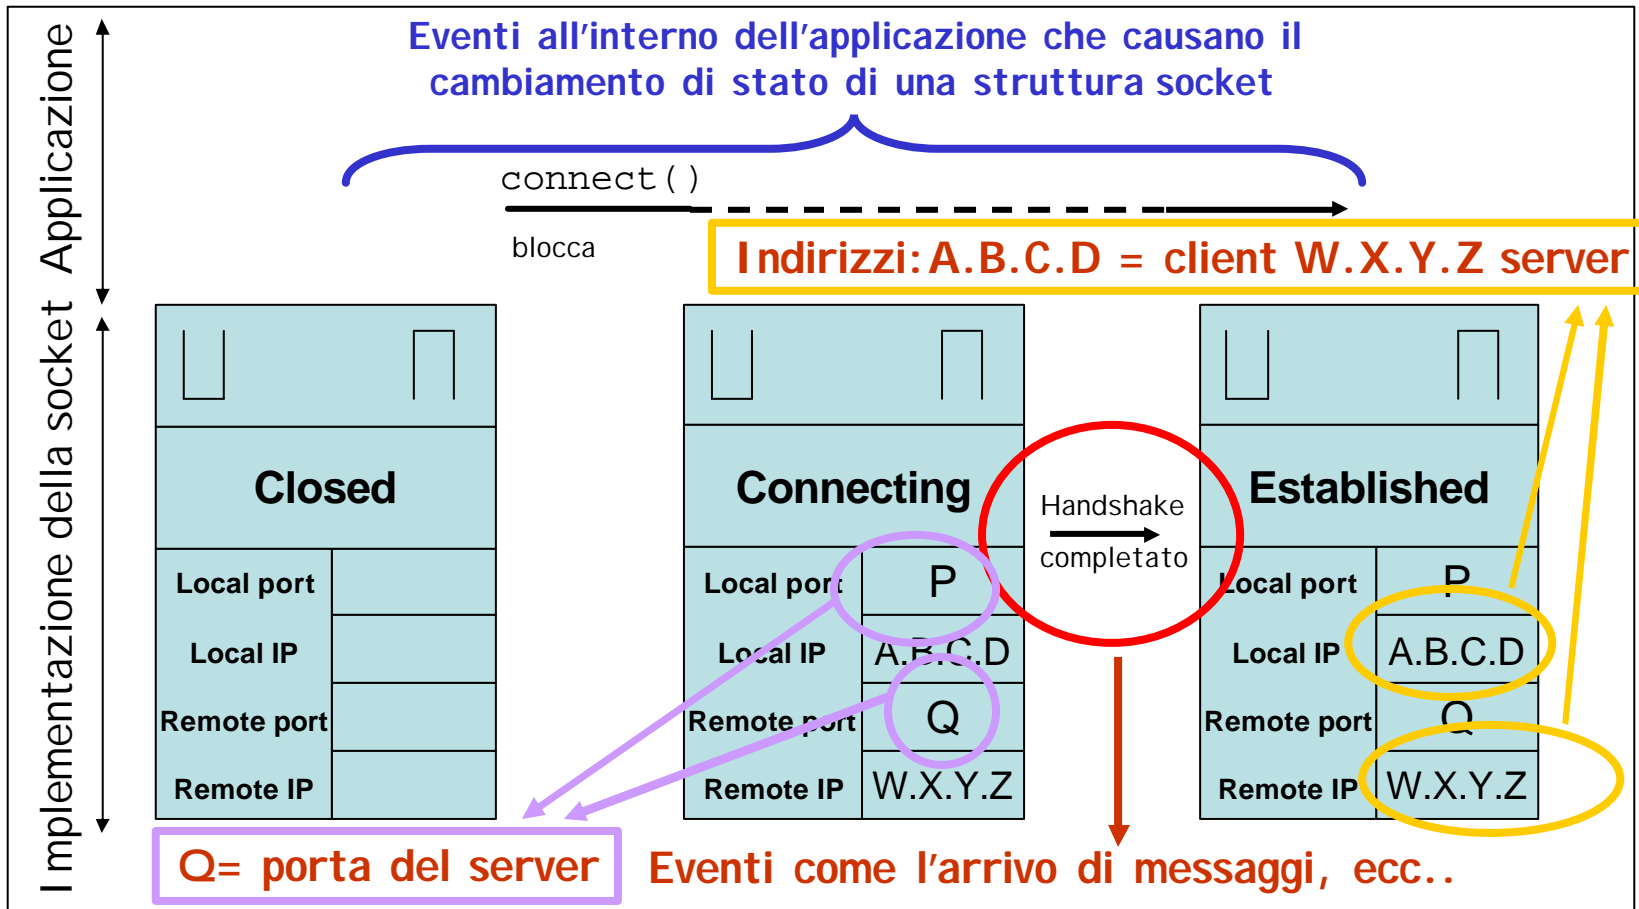 Eventi all'interno dell'applicazione che causano il
cambiamento di stato di una struttura socket
Applicazione
connect()
blocca
Indirizzi: A.B.C.D = client W.X.Y.Z server
Implementazione della socket
Closed
Local port
Local IP
Remote port
Remote IP
Connecting
Local port P
Local IP A.B.C.D
Remote port Q
Remote IP W.X.Y.Z
Handshake
completato
Established
Local port P
Local IP A.B.C.D
Remote port Q
Remote IP W.X.Y.Z
Q= porta del server
Eventi come l'arrivo di messaggi, ecc..